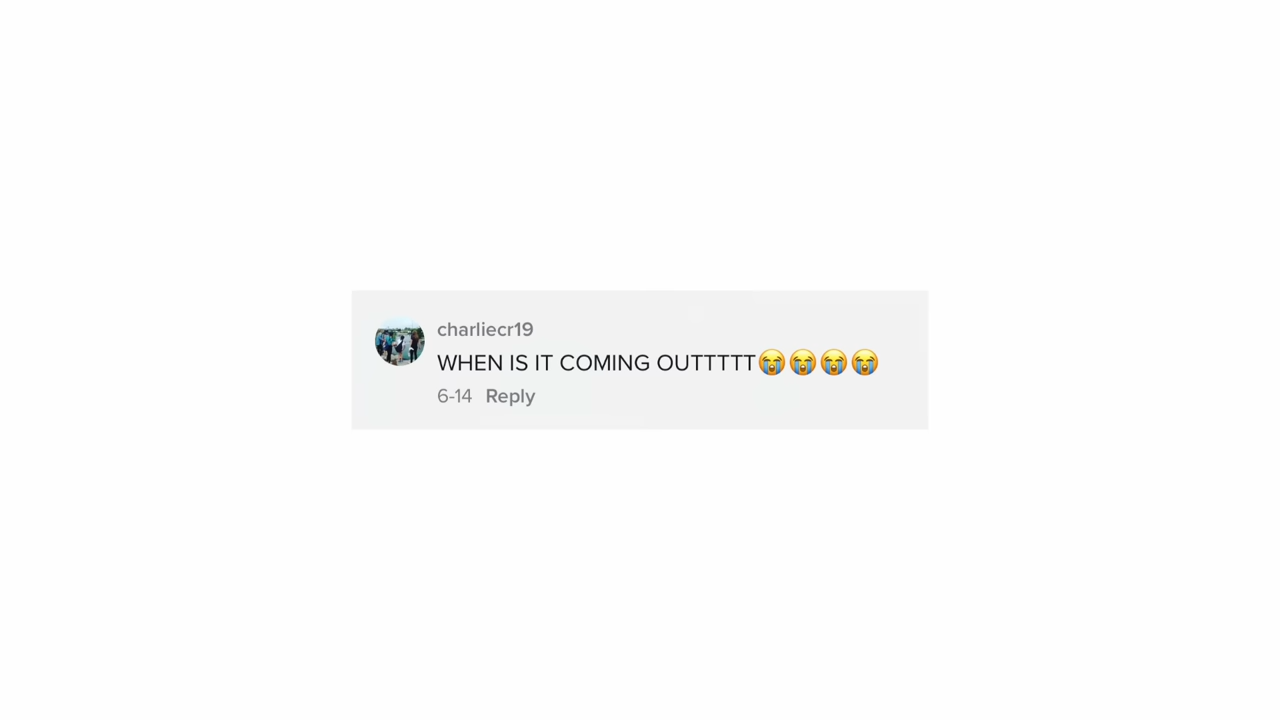 charliecr19
WHEN IS IT COMING OUTTTTT😭😭😭😭
6-14 Reply